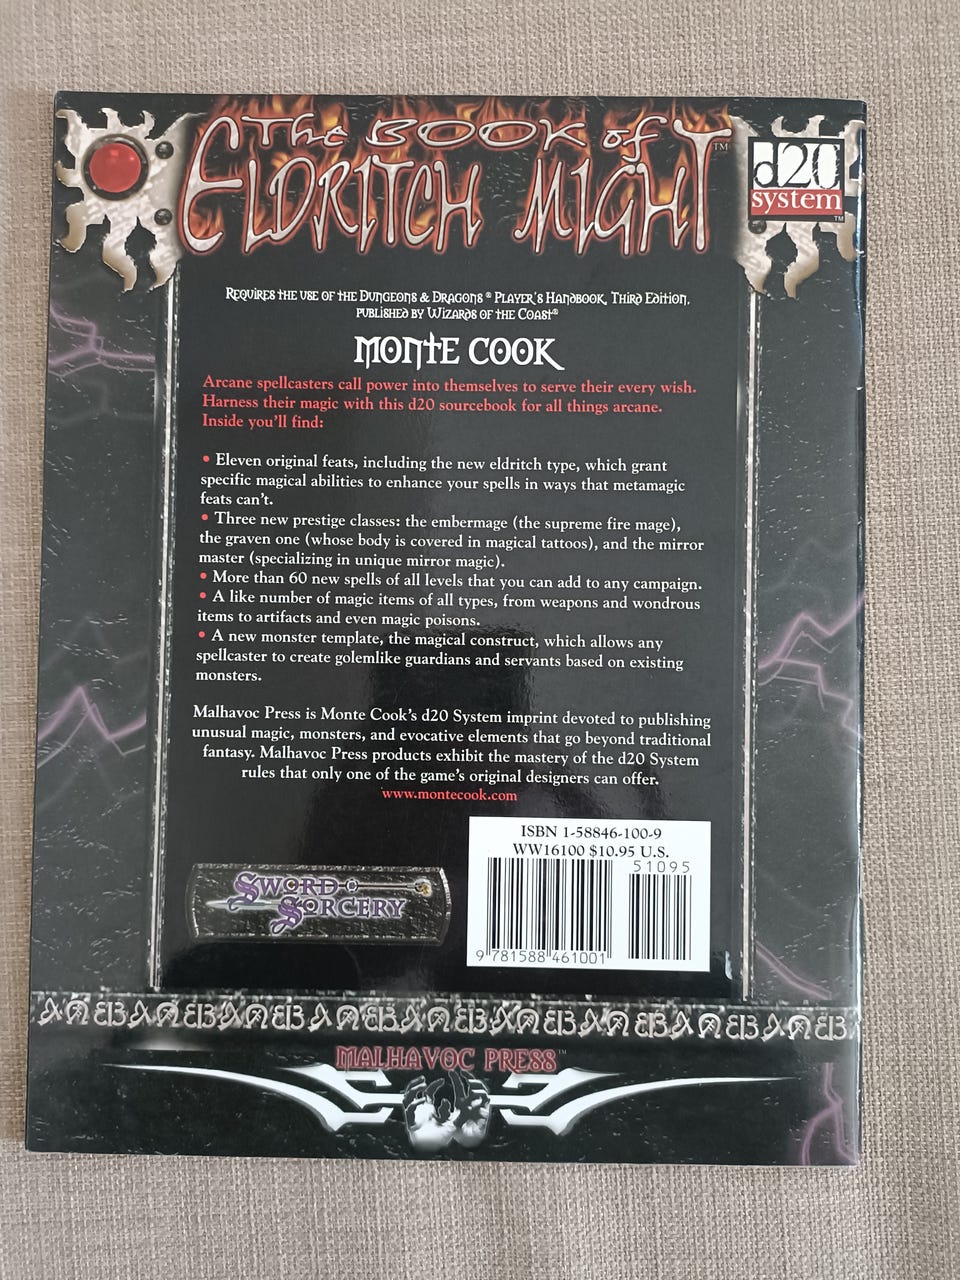 The BOOK of
ELDRITCH MIGHT™
d20
system™
Requires the use of the Dungeons & Dragons® Player's Handbook, Third Edition,
published by Wizards of the Coast®
MONTE COOK
Arcane spellcasters call power into themselves to serve their every wish.
Harness their magic with this d20 sourcebook for all things arcane.
Inside you'll find:
• Eleven original feats, including the new eldritch type, which grant
specific magical abilities to enhance your spells in ways that metamagic
feats can't.
• Three new prestige classes: the embermage (the supreme fire mage),
the graven one (whose body is covered in magical tattoos), and the mirror
master (specializing in unique mirror magic).
• More than 60 new spells of all levels that you can add to any campaign.
• A like number of magic items of all types, from weapons and wondrous
items to artifacts and even magic poisons.
• A new monster template, the magical construct, which allows any
spellcaster to create golemlike guardians and servants based on existing
monsters.
Malhavoc Press is Monte Cook's d20 System imprint devoted to publishing
unusual magic, monsters, and evocative elements that go beyond traditional
fantasy. Malhavoc Press products exhibit the mastery of the d20 System
rules that only one of the game's original designers can offer.
www.montecook.com
ISBN 1-58846-100-9
WW16100 $10.95 U.S.
51095
9 781588 461001
Sword
Sorcery
MALHAVOC PRESS™